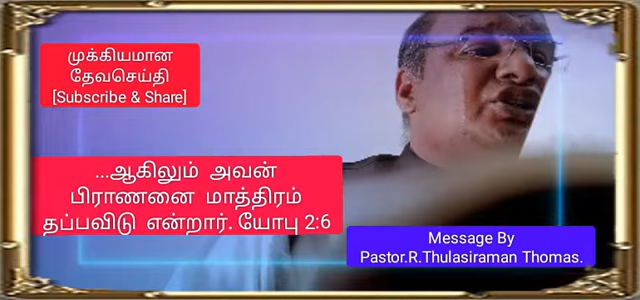 முக்கியமான
தேவசெய்தி
[Subscribe & Share]
...ஆகிலும் அவன்
பிராணனை மாத்திரம்
தப்பவிடு என்றார். யோபு 2:6
Message By
Pastor.R.Thulasiraman Thomas.